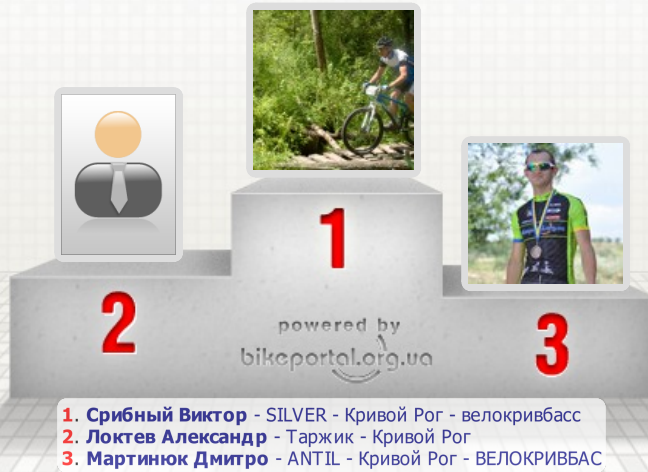 1
2
3
powered by
bikeportal.org.ua
1. Срибный Виктор - SILVER - Кривой Рог - велокривбасс
2. Локтев Александр - Таржик - Кривой Рог
3. Мартинюк Дмитро - ANTIL - Кривой Рог - ВЕЛОКРИВБАС